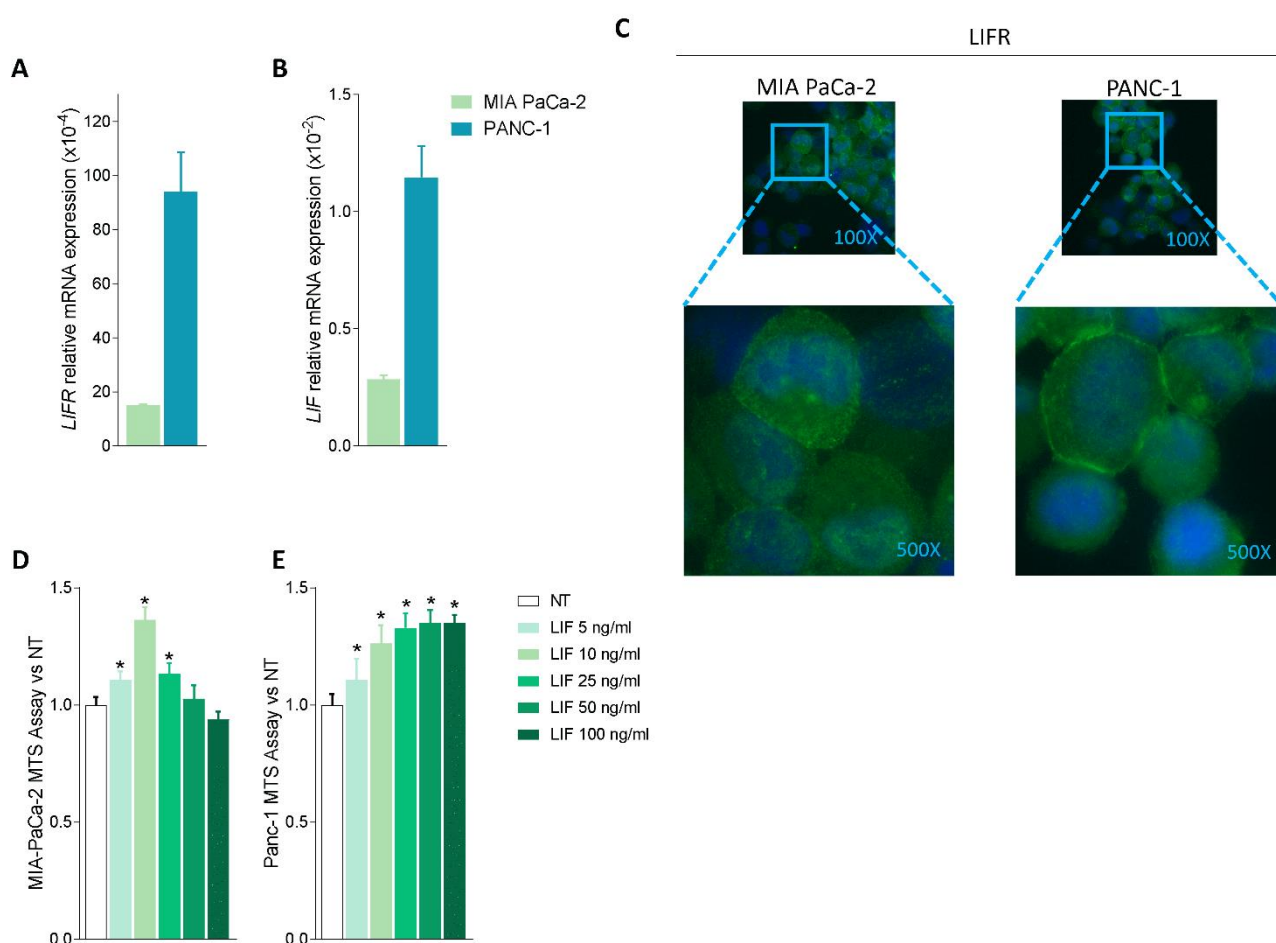 A
LIFR relative mRNA expression (x10⁻⁴)
120
100
80
60
40
20
0
B
LIF relative mRNA expression (x10⁻²)
1.5
1.0
0.5
0.0
MIA PaCa-2
PANC-1
C
LIFR
MIA PaCa-2
PANC-1
100X
100X
500X
500X
D
MIA-PaCa-2 MTS Assay vs NT
1.5
1.0
0.5
0.0
*
*
*
E
Panc-1 MTS Assay vs NT
1.5
1.0
0.5
0.0
*
*
*
*
*
NT
LIF 5 ng/ml
LIF 10 ng/ml
LIF 25 ng/ml
LIF 50 ng/ml
LIF 100 ng/ml